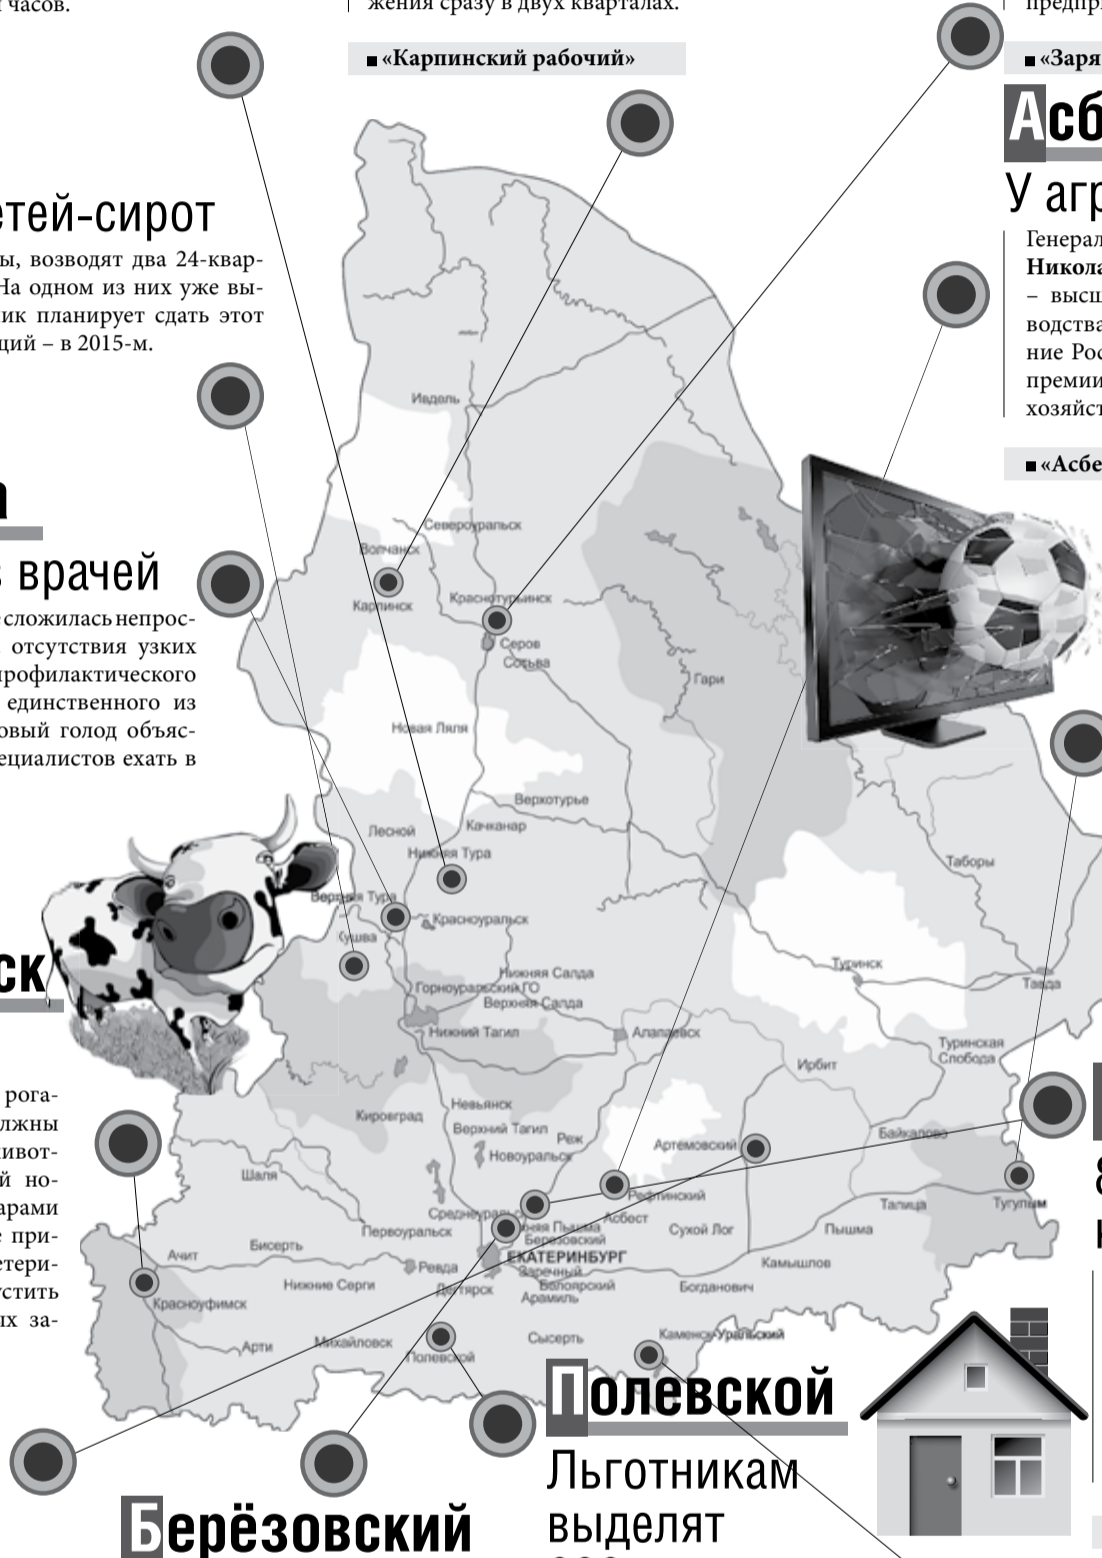 часов.
жения сразу в двух кварталах.
«Карпинский рабочий»
етей-сирот
ы, возводят два 24-квар-
На одном из них уже вы-
ик планирует сдать этот
щий – в 2015-м.
а
в врачей
сложилась непрос-
отсутствия узких
рофилактического
единственного из
овый голод объяс-
ециалистов ехать в
ск
рога-
лжны
живот-
й но-
арами
е при-
етери-
устить
ых за-
предпр
«Заря
Асб
У агр
Генерал
Никола
– высш
водства
ние Рос
премии
хозяйст
«Асбе
Ивдель
Североуральск
Волчанск
Карпинск
Краснотурьинск
Серов
Сосьва
Гари
Новая Ляля
Верхотурье
Качканар
Лесной
Нижняя Тура
Верхняя Тура
Красноуральск
Кушва
Таборы
Туринск
Тавда
Нижняя Салда
Горноуральский ГО
Верхняя Салда
Нижний Тагил
Алапаевск
Туринская
Слобода
Ирбит
Невьянск
Кировград
Верхний Тагил
Реж
Артёмовский
Байкалово
Новоуральск
Шаля
Рефтинский
Талица
Тугулым
Среднеуральск
Асбест
Первоуральск
Верхняя Пышма
Сухой Лог
Пышма
Берёзовский
Ачит
Бисерть
ЕКАТЕРИНБУРГ
Камышлов
Ревда
Заречный
Нижние Серги
Дегтярск
Белоярский
Богданович
Арамиль
Красноуфимск
Арти
Михайловск
Сысерть
Каменск-Уральский
Полевской
Полевской
Льготникам
выделят
Берёзовский